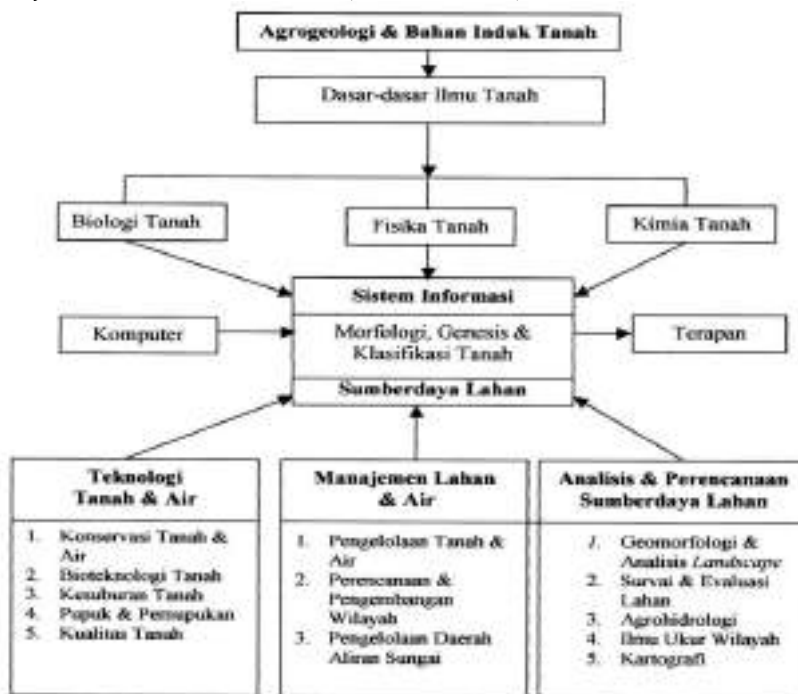 Agrogeologi & Bahan Induk Tanah
Dasar-dasar Ilmu Tanah
Biologi Tanah
Fisika Tanah
Kimia Tanah
Sistem Informasi
Komputer
Morfologi, Genesis &
Klasifikasi Tanah
Terapan
Sumberdaya Lahan
Teknologi
Tanah & Air
1. Konservasi Tanah &
Air
2. Bioteknologi Tanah
3. Kesuburan Tanah
4. Pupuk & Pemupukan
5. Kualitas Tanah
Manajemen Lahan
& Air
1. Pengelolaan Tanah &
Air
2. Perencanaan &
Pengembangan
Wilayah
3. Pengelolaan Daerah
Aliran Sungai
Analisis & Perencanaan
Sumberdaya Lahan
1. Geomorfologi &
Analisis Landscape
2. Survai & Evaluasi
Lahan
3. Agrohidrologi
4. Ilmu Ukur Wilayah
5. Kartografi